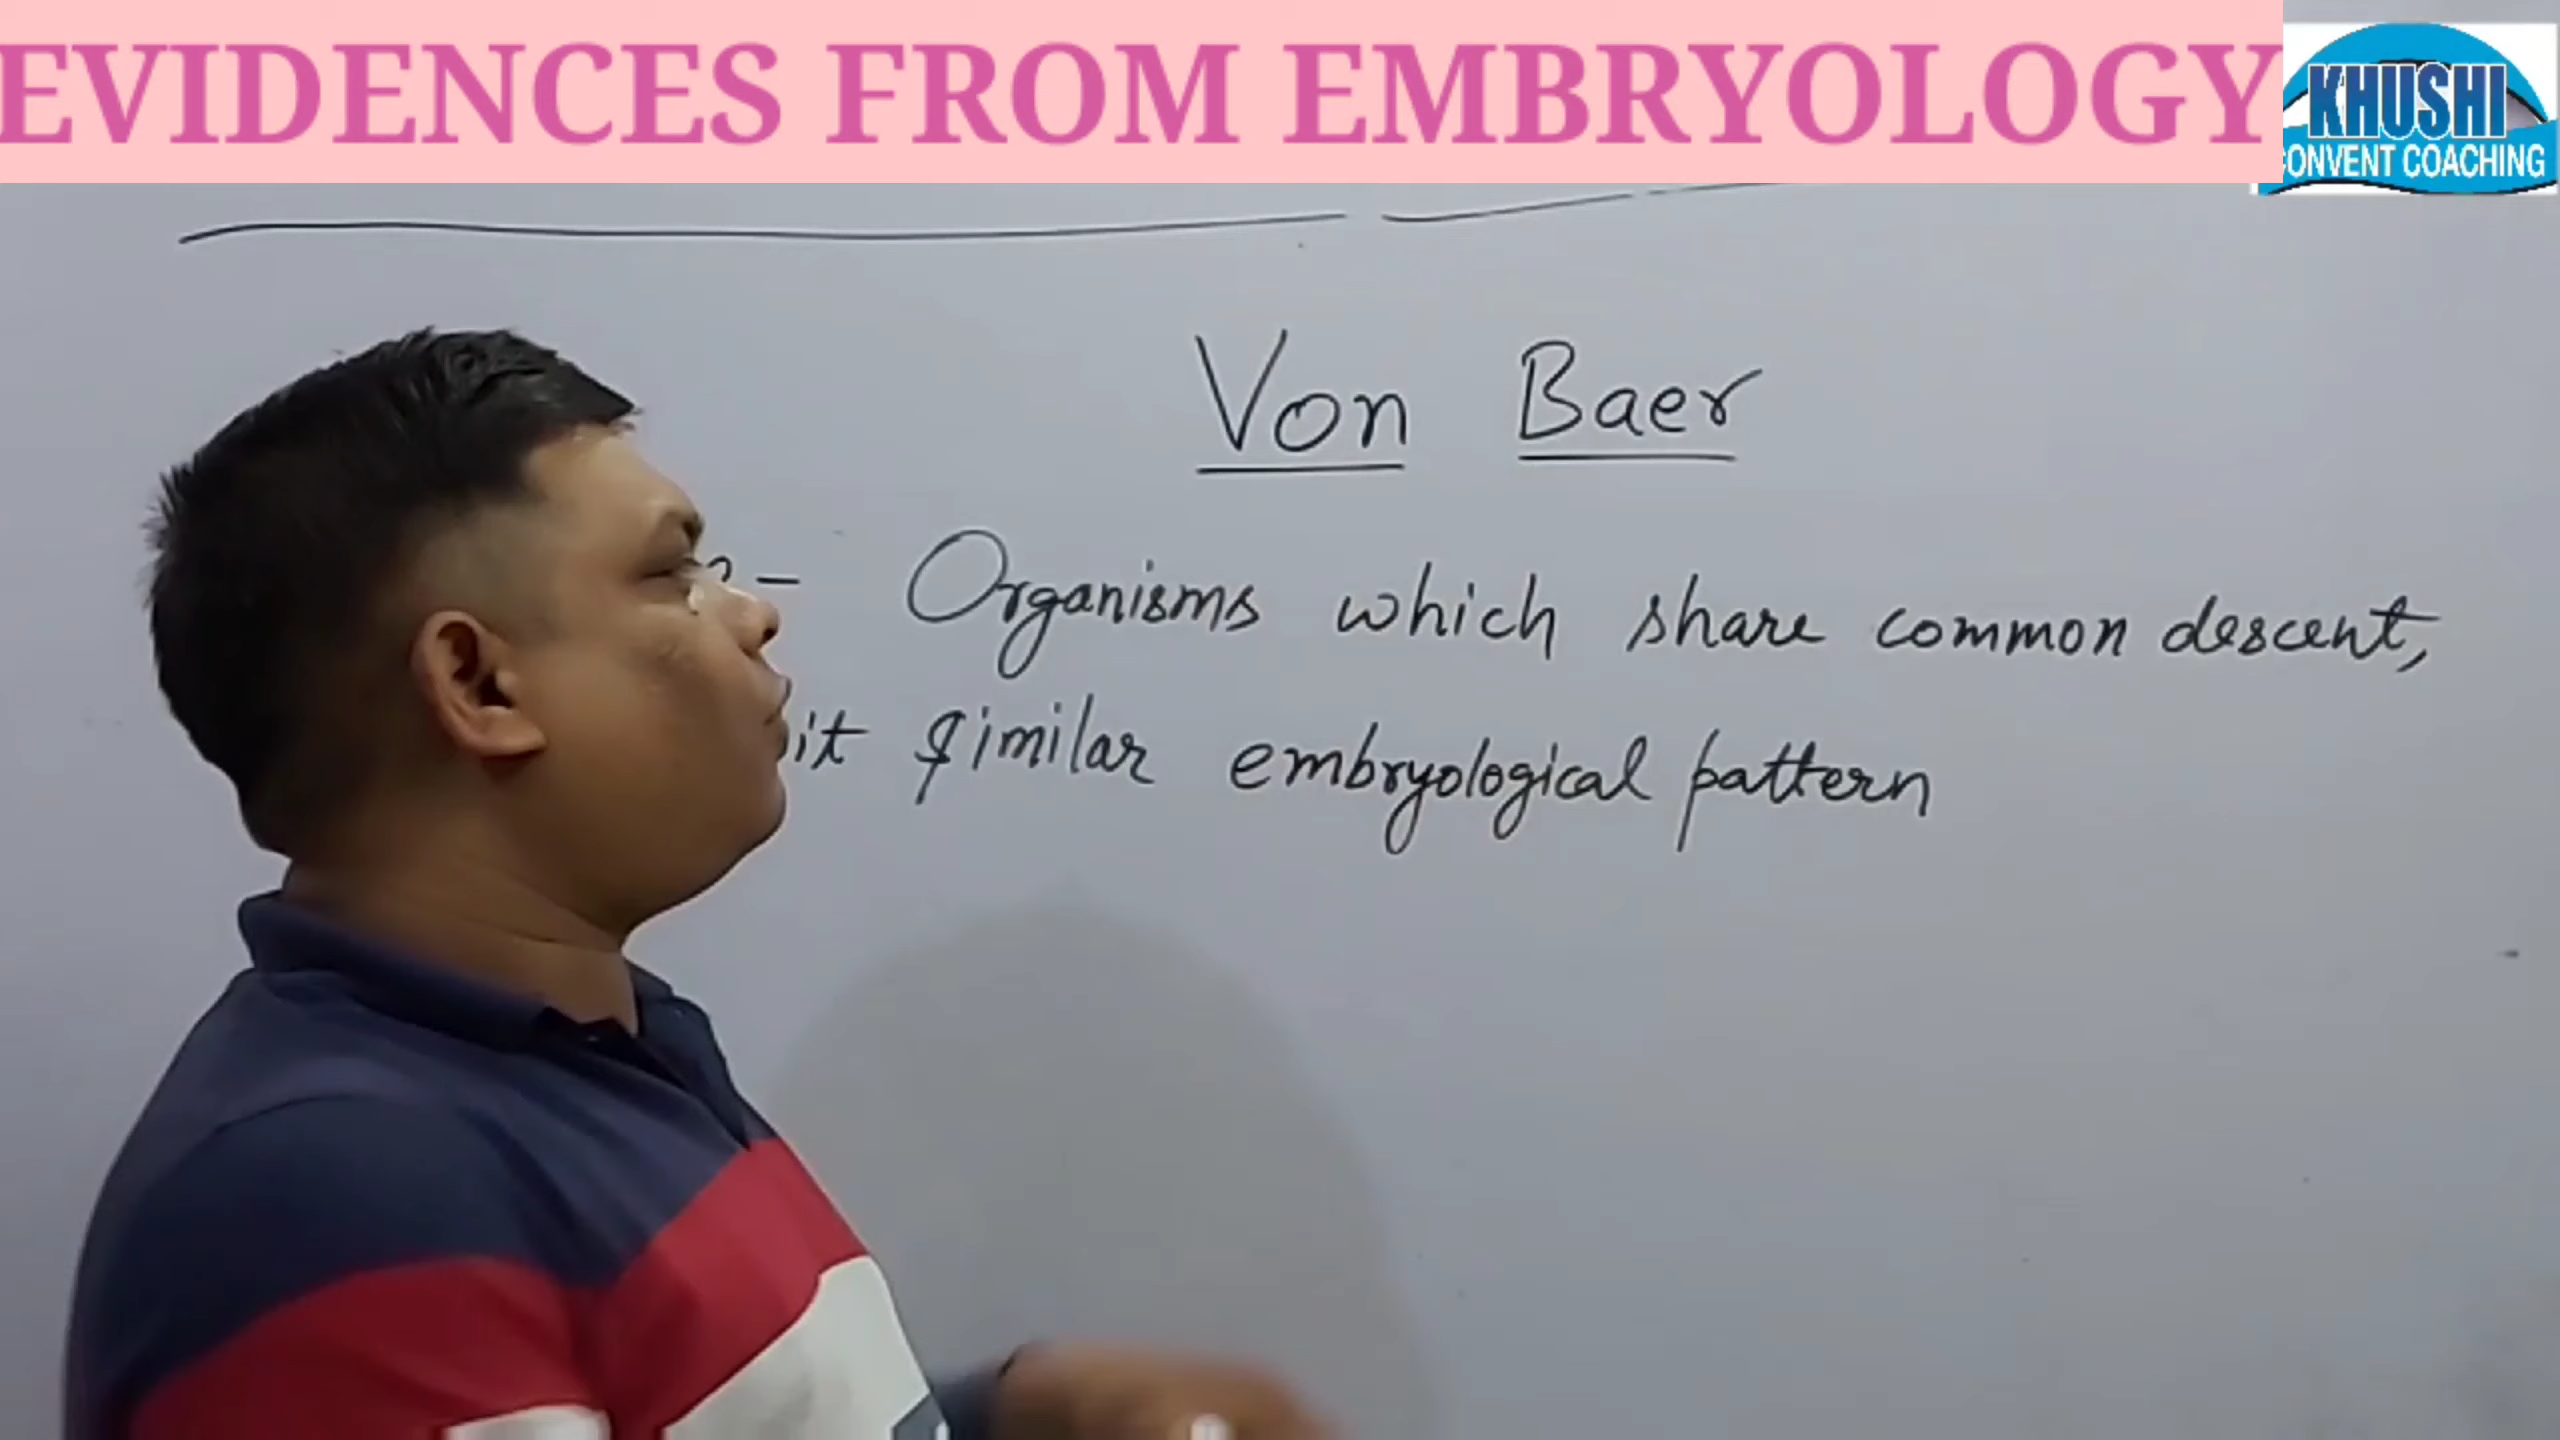 EVIDENCES FROM EMBRYOLOGY
KHUSHI
ONVENT COACHING
Von Baer
- Organisms which share common descent,
it similar embryological pattern